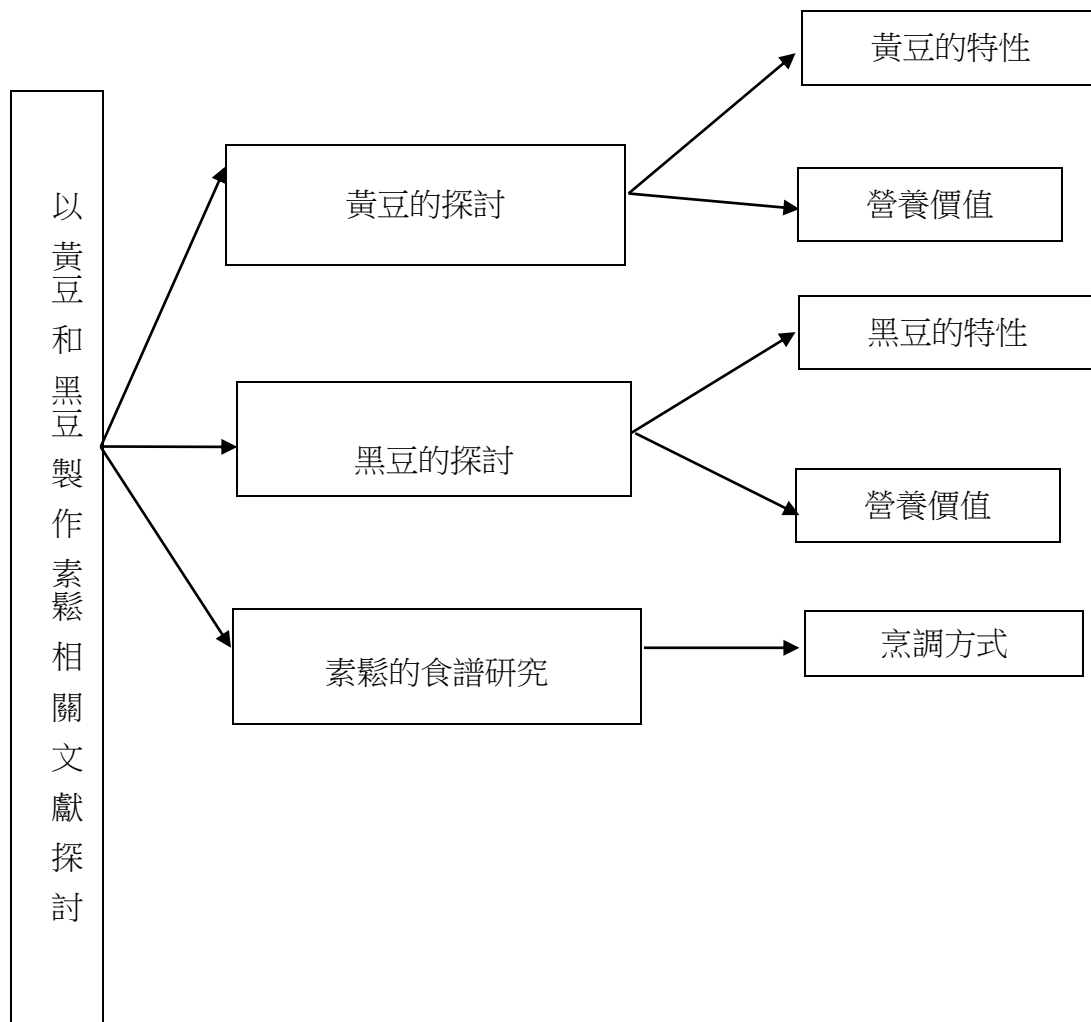 以黃豆和黑豆製作素鬆相關文獻探討
黃豆的探討
黃豆的特性
營養價值
黑豆的探討
黑豆的特性
營養價值
素鬆的食譜研究
烹調方式